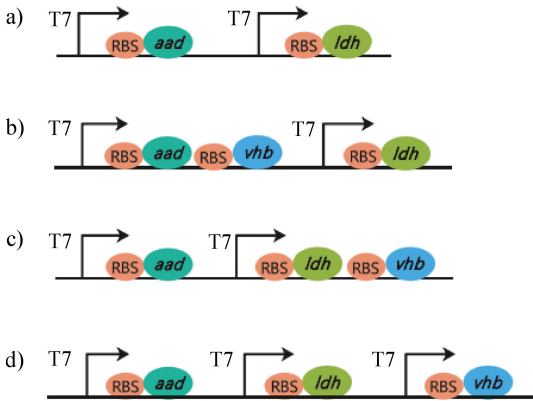 a) T7 RBS aad T7 RBS ldh
b) T7 RBS aad RBS vhb T7 RBS ldh
c) T7 RBS aad T7 RBS ldh RBS vhb
d) T7 RBS aad T7 RBS ldh T7 RBS vhb